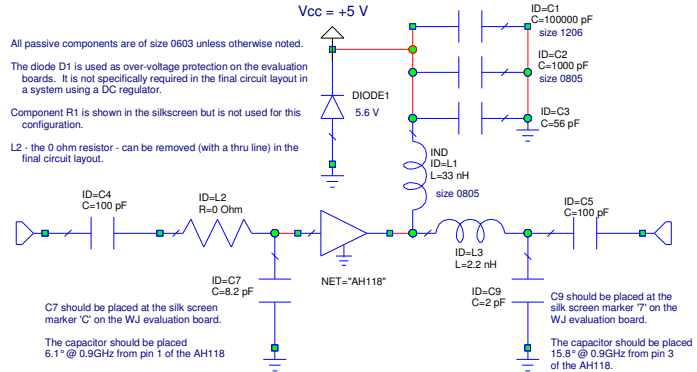 Vcc = +5 V
ID=C1
C=100000 pF
size 1206
All passive components are of size 0603 unless otherwise noted.
The diode D1 is used as over-voltage protection on the evaluation
boards. It is not specifically required in the final circuit layout in
a system using a DC regulator.
Component R1 is shown in the silkscreen but is not used for this
configuration.
L2 - the 0 ohm resistor - can be removed (with a thru line) in the
final circuit layout.
ID=C2
C=1000 pF
size 0805
DIODE1
5.6 V
ID=C3
C=56 pF
IND
ID=L1
L=33 nH
size 0805
ID=C4
C=100 pF
ID=L2
R=0 Ohm
ID=C5
C=100 pF
ID=L3
L=2.2 nH
NET="AH118"
ID=C7
C=8.2 pF
ID=C9
C=2 pF
C7 should be placed at the silk screen
marker 'C' on the WJ evaluation board.
The capacitor should be placed
6.1° @ 0.9GHz from pin 1 of the AH118
C9 should be placed at the
silk screen marker '7' on the
WJ evaluation board.
The capacitor should be placed
15.8° @ 0.9GHz from pin 3
of the AH118.